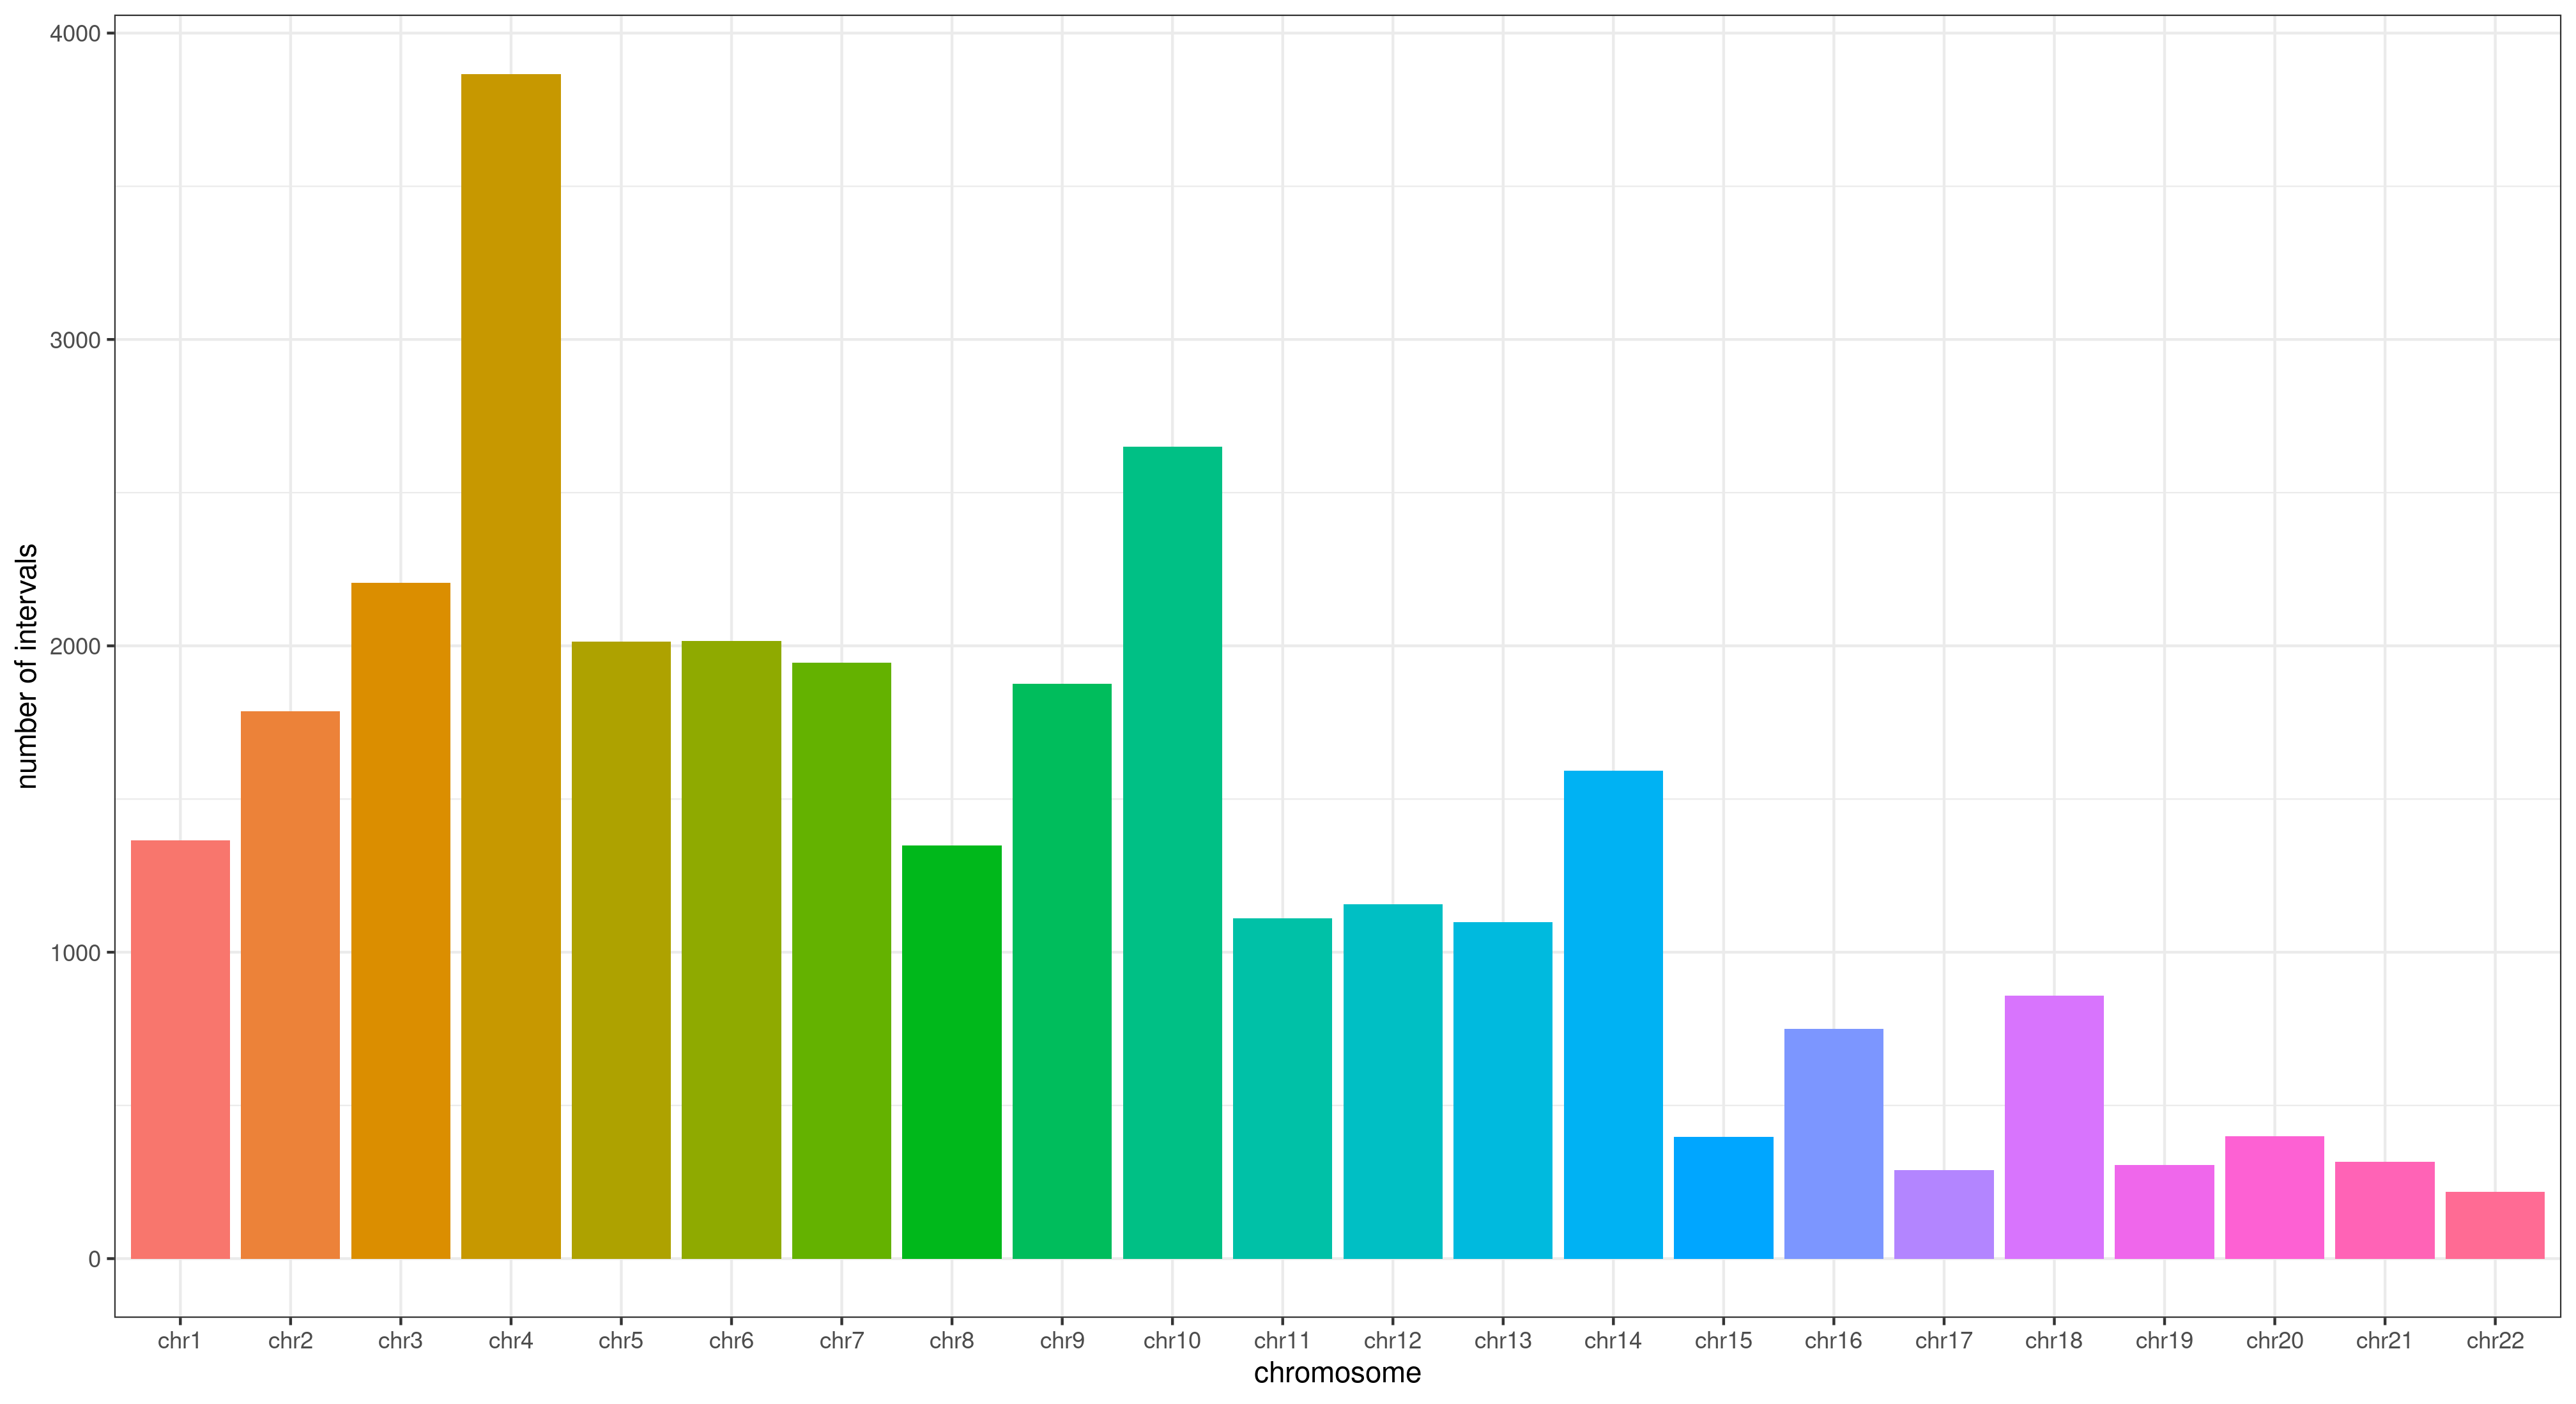 number of intervals
4000
3000
2000
1000
0
chr1 chr2 chr3 chr4 chr5 chr6 chr7 chr8 chr9 chr10 chr11 chr12 chr13 chr14 chr15 chr16 chr17 chr18 chr19 chr20 chr21 chr22
chromosome